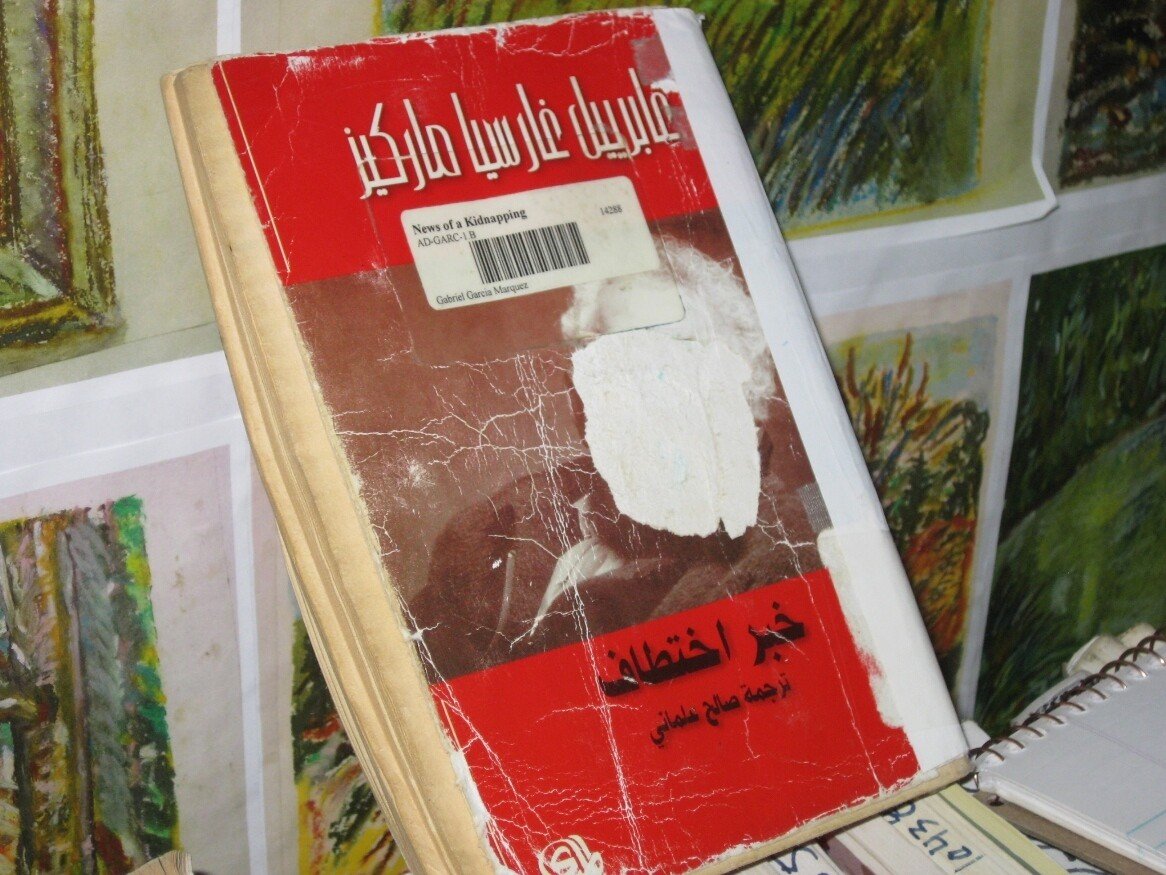 غابرييل غارسيا ماركيز
News of a Kidnapping 14288
AD-GARC-1 B
Gabriel Garcia Marquez
خبر اختطاف
ترجمة صالح علماني